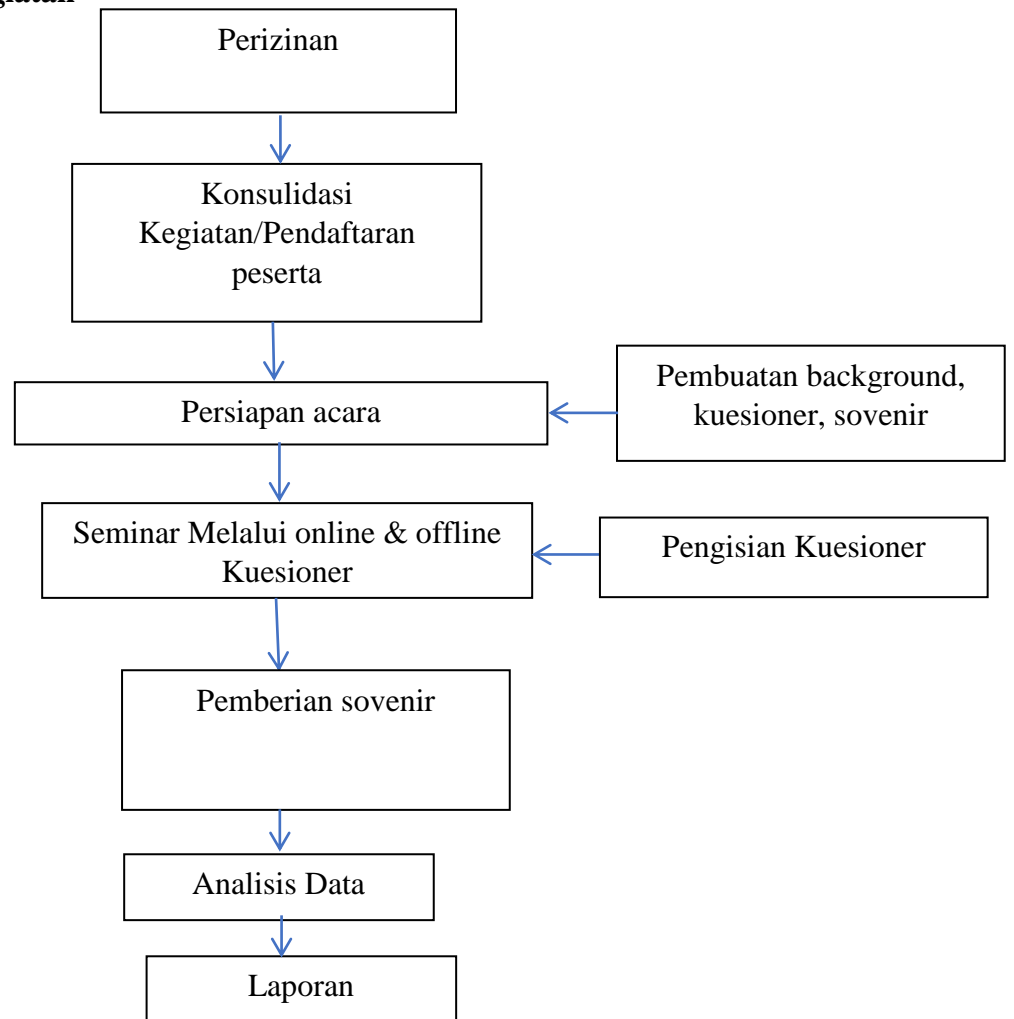 Perizinan
Konsulidasi
Kegiatan/Pendaftaran
peserta
Persiapan acara
Pembuatan background,
kuesioner, sovenir
Seminar Melalui online & offline
Kuesioner
Pengisian Kuesioner
Pemberian sovenir
Analisis Data
Laporan